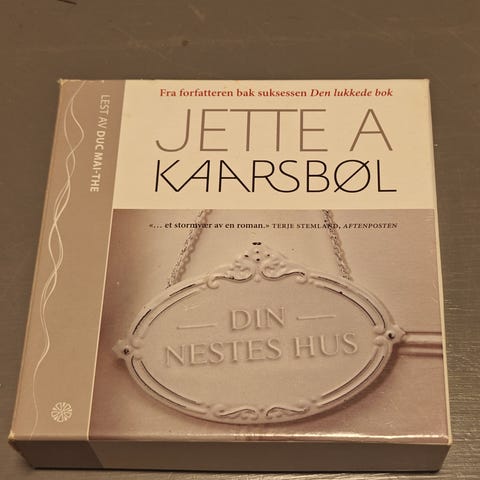 Fra forfatteren bak suksessen Den lukkede bok
JETTE A
KAARSBØL
«... et stormvær av en roman.» TERJE STEMLAND, AFTENPOSTEN
DIN
NESTES HUS
LEST AV DUC MAI-THE